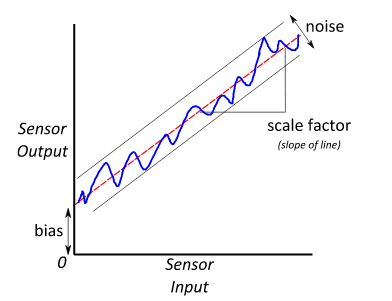 noise
scale factor
(slope of line)
Sensor
Output
bias
0
Sensor
Input